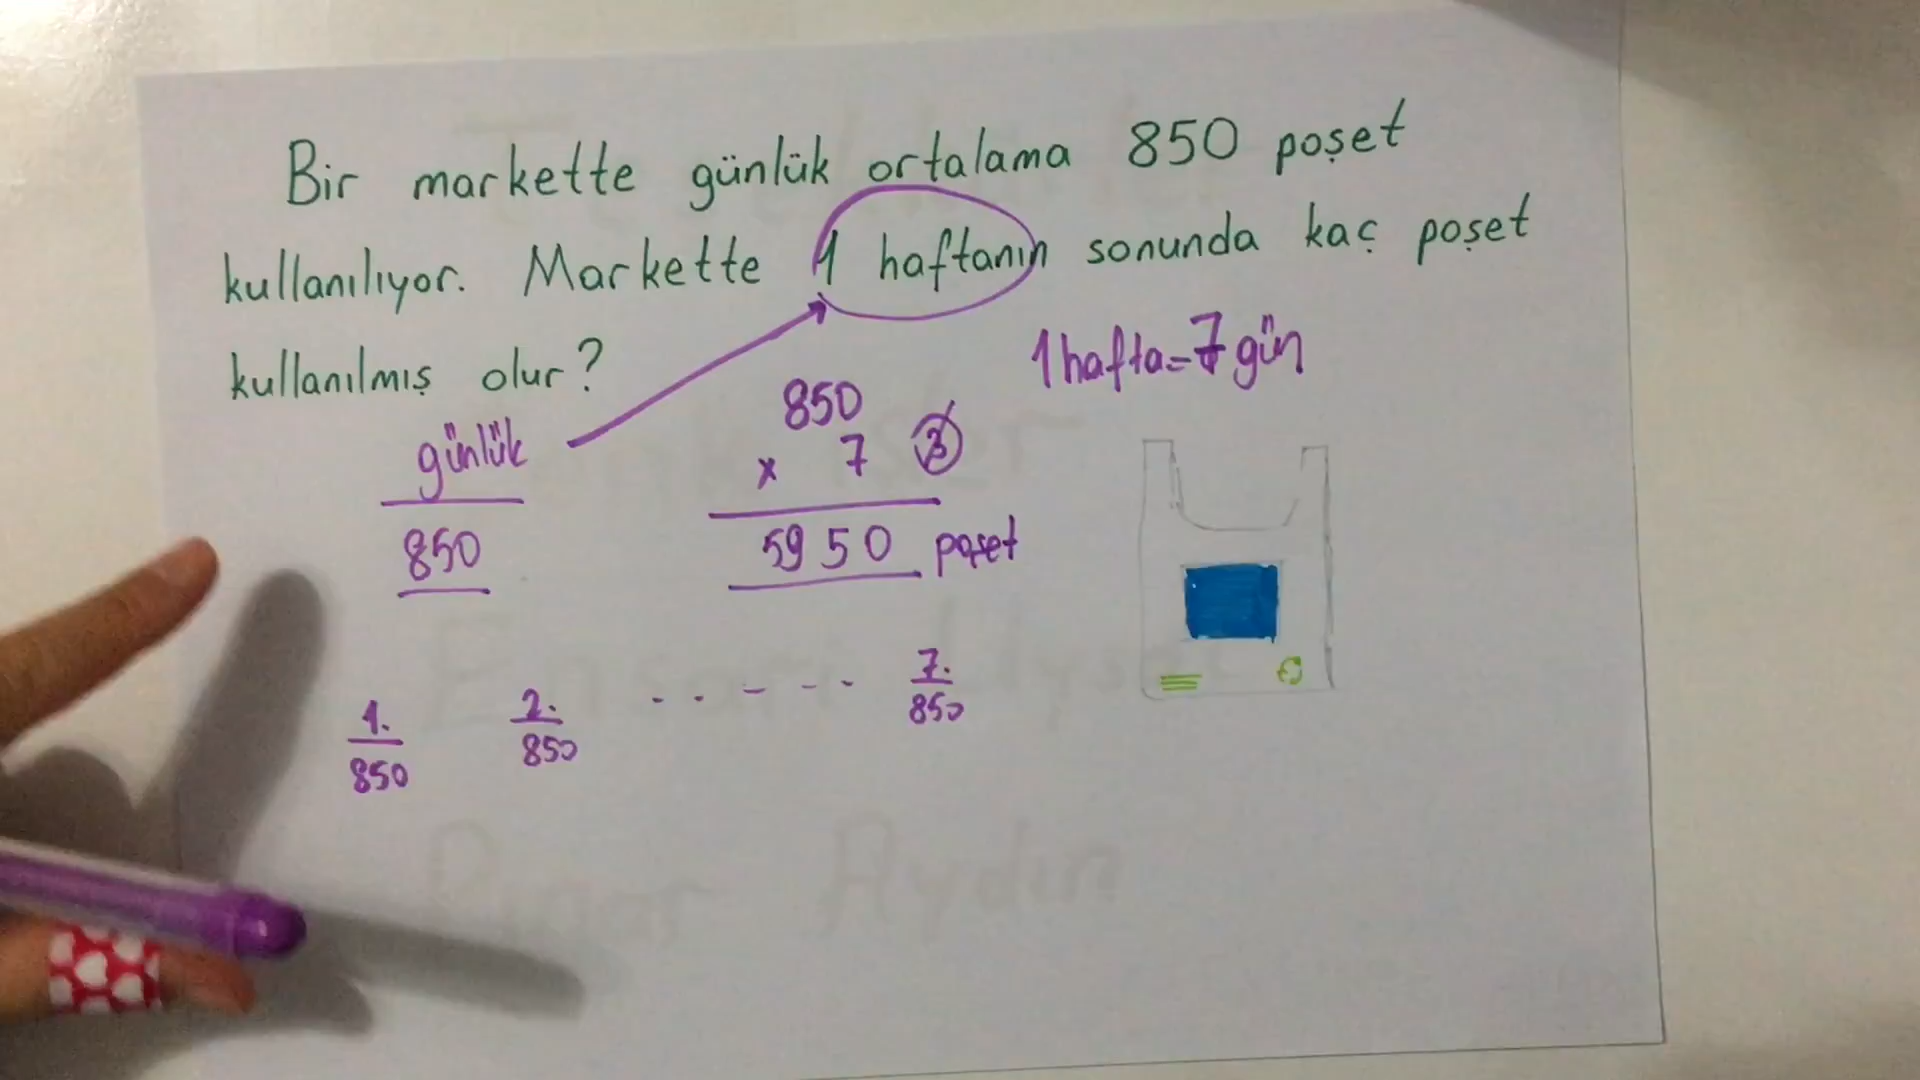 Bir markette günlük ortalama 850 poşet
kullanılıyor. Markette 1 haftanın sonunda kaç poşet
kullanılmış olur?
1 hafta=7 gün
günlük
850
850
x 7 3
5950 poşet
1.
850
2.
850
- - - - -
7.
850
Aydın